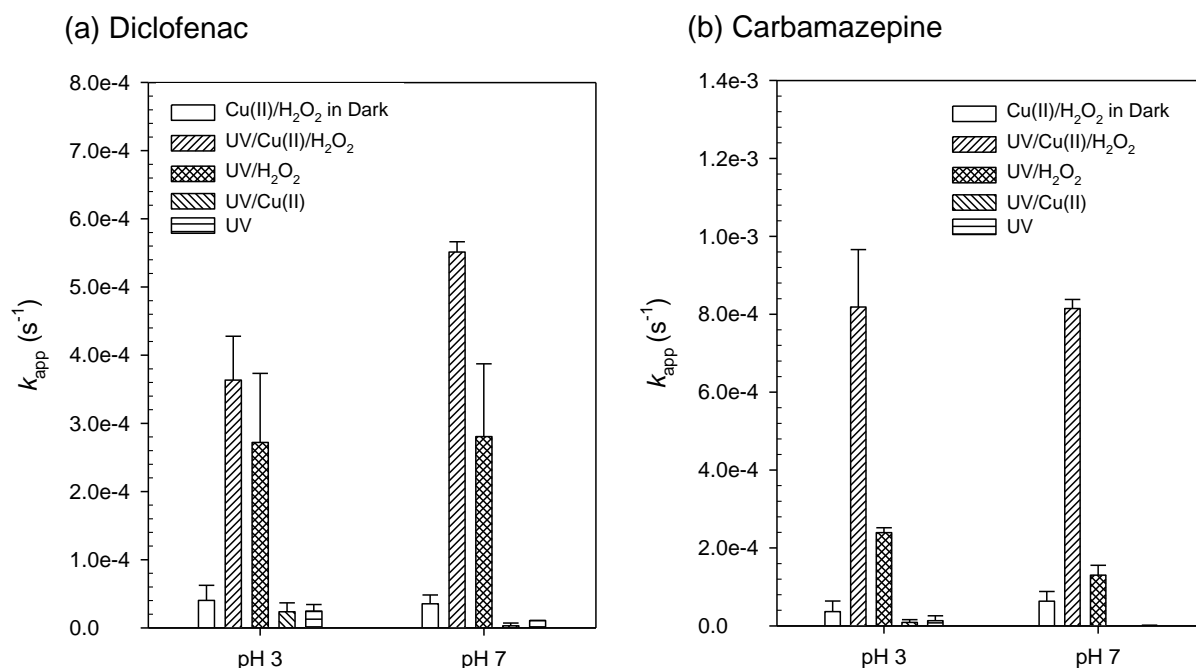 (a) Diclofenac
8.0e-4
7.0e-4
6.0e-4
5.0e-4
4.0e-4
3.0e-4
2.0e-4
1.0e-4
0.0
k_app (s⁻¹)
Cu(II)/H₂O₂ in Dark
UV/Cu(II)/H₂O₂
UV/H₂O₂
UV/Cu(II)
UV
pH 3 pH 7
(b) Carbamazepine
1.4e-3
1.2e-3
1.0e-3
8.0e-4
6.0e-4
4.0e-4
2.0e-4
0.0
k_app (s⁻¹)
Cu(II)/H₂O₂ in Dark
UV/Cu(II)/H₂O₂
UV/H₂O₂
UV/Cu(II)
UV
pH 3 pH 7